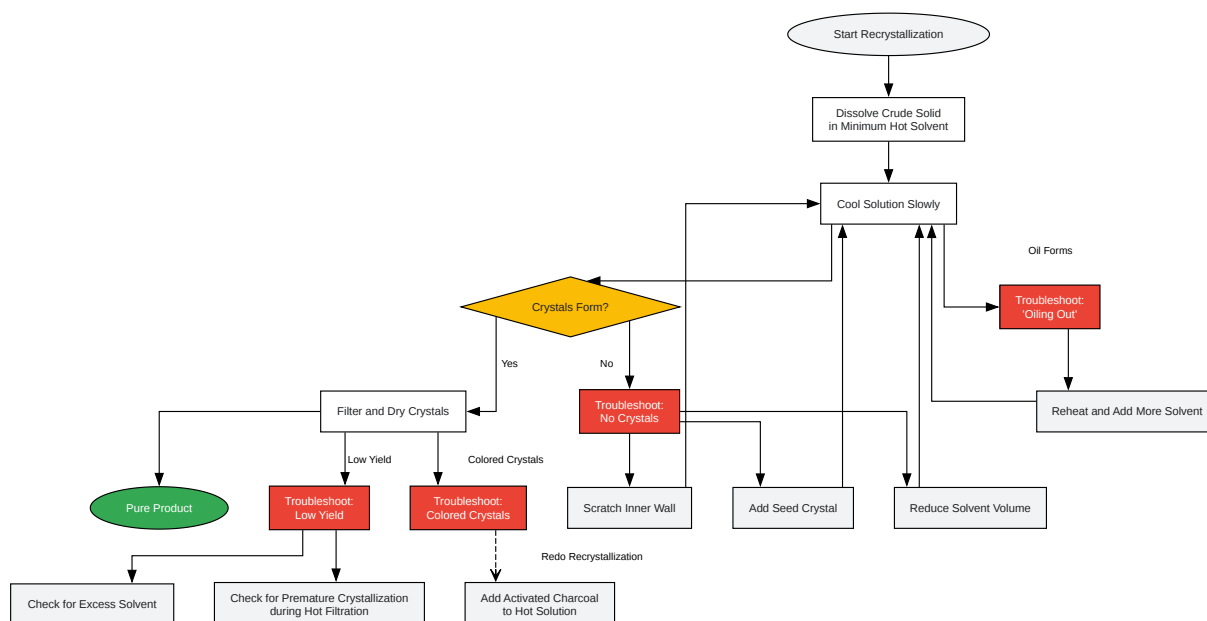 Start Recrystallization
Dissolve Crude Solid
in Minimum Hot Solvent
Cool Solution Slowly
Oil Forms
Crystals Form?
Troubleshoot:
'Oiling Out'
Yes
No
Filter and Dry Crystals
Troubleshoot:
No Crystals
Reheat and Add More Solvent
Low Yield
Colored Crystals
Pure Product
Troubleshoot:
Low Yield
Troubleshoot:
Colored Crystals
Scratch Inner Wall
Add Seed Crystal
Reduce Solvent Volume
Redo Recrystallization
Check for Excess Solvent
Check for Premature Crystallization
during Hot Filtration
Add Activated Charcoal
to Hot Solution